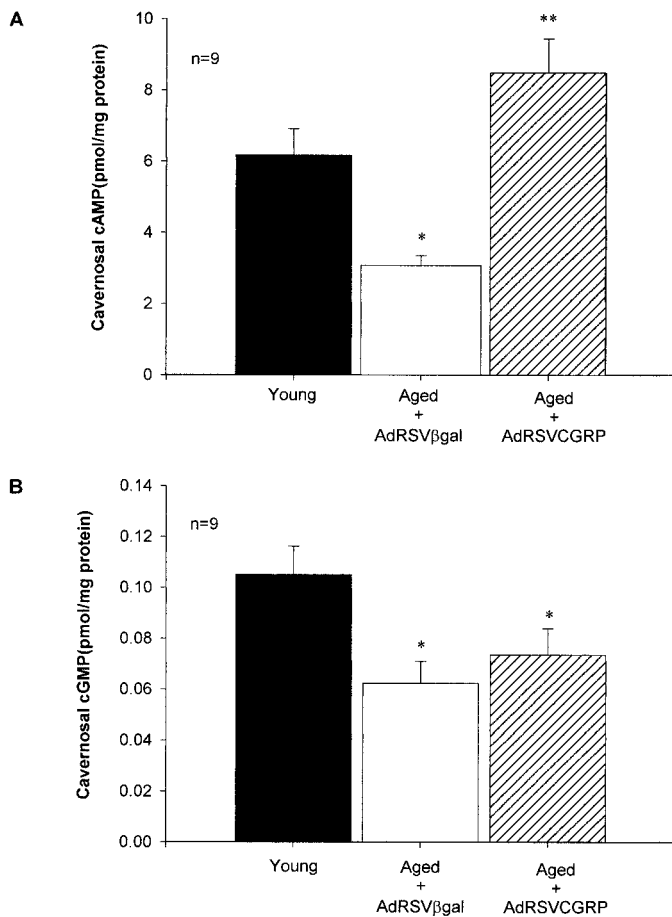 A
Cavernosal cAMP(pmol/mg protein)
10
8
6
4
2
0
n=9
*
**
Young
Aged
+
AdRSVβgal
Aged
+
AdRSVCGRP
B
Cavernosal cGMP(pmol/mg protein)
0.14
0.12
0.10
0.08
0.06
0.04
0.02
0.00
n=9
*
*
Young
Aged
+
AdRSVβgal
Aged
+
AdRSVCGRP